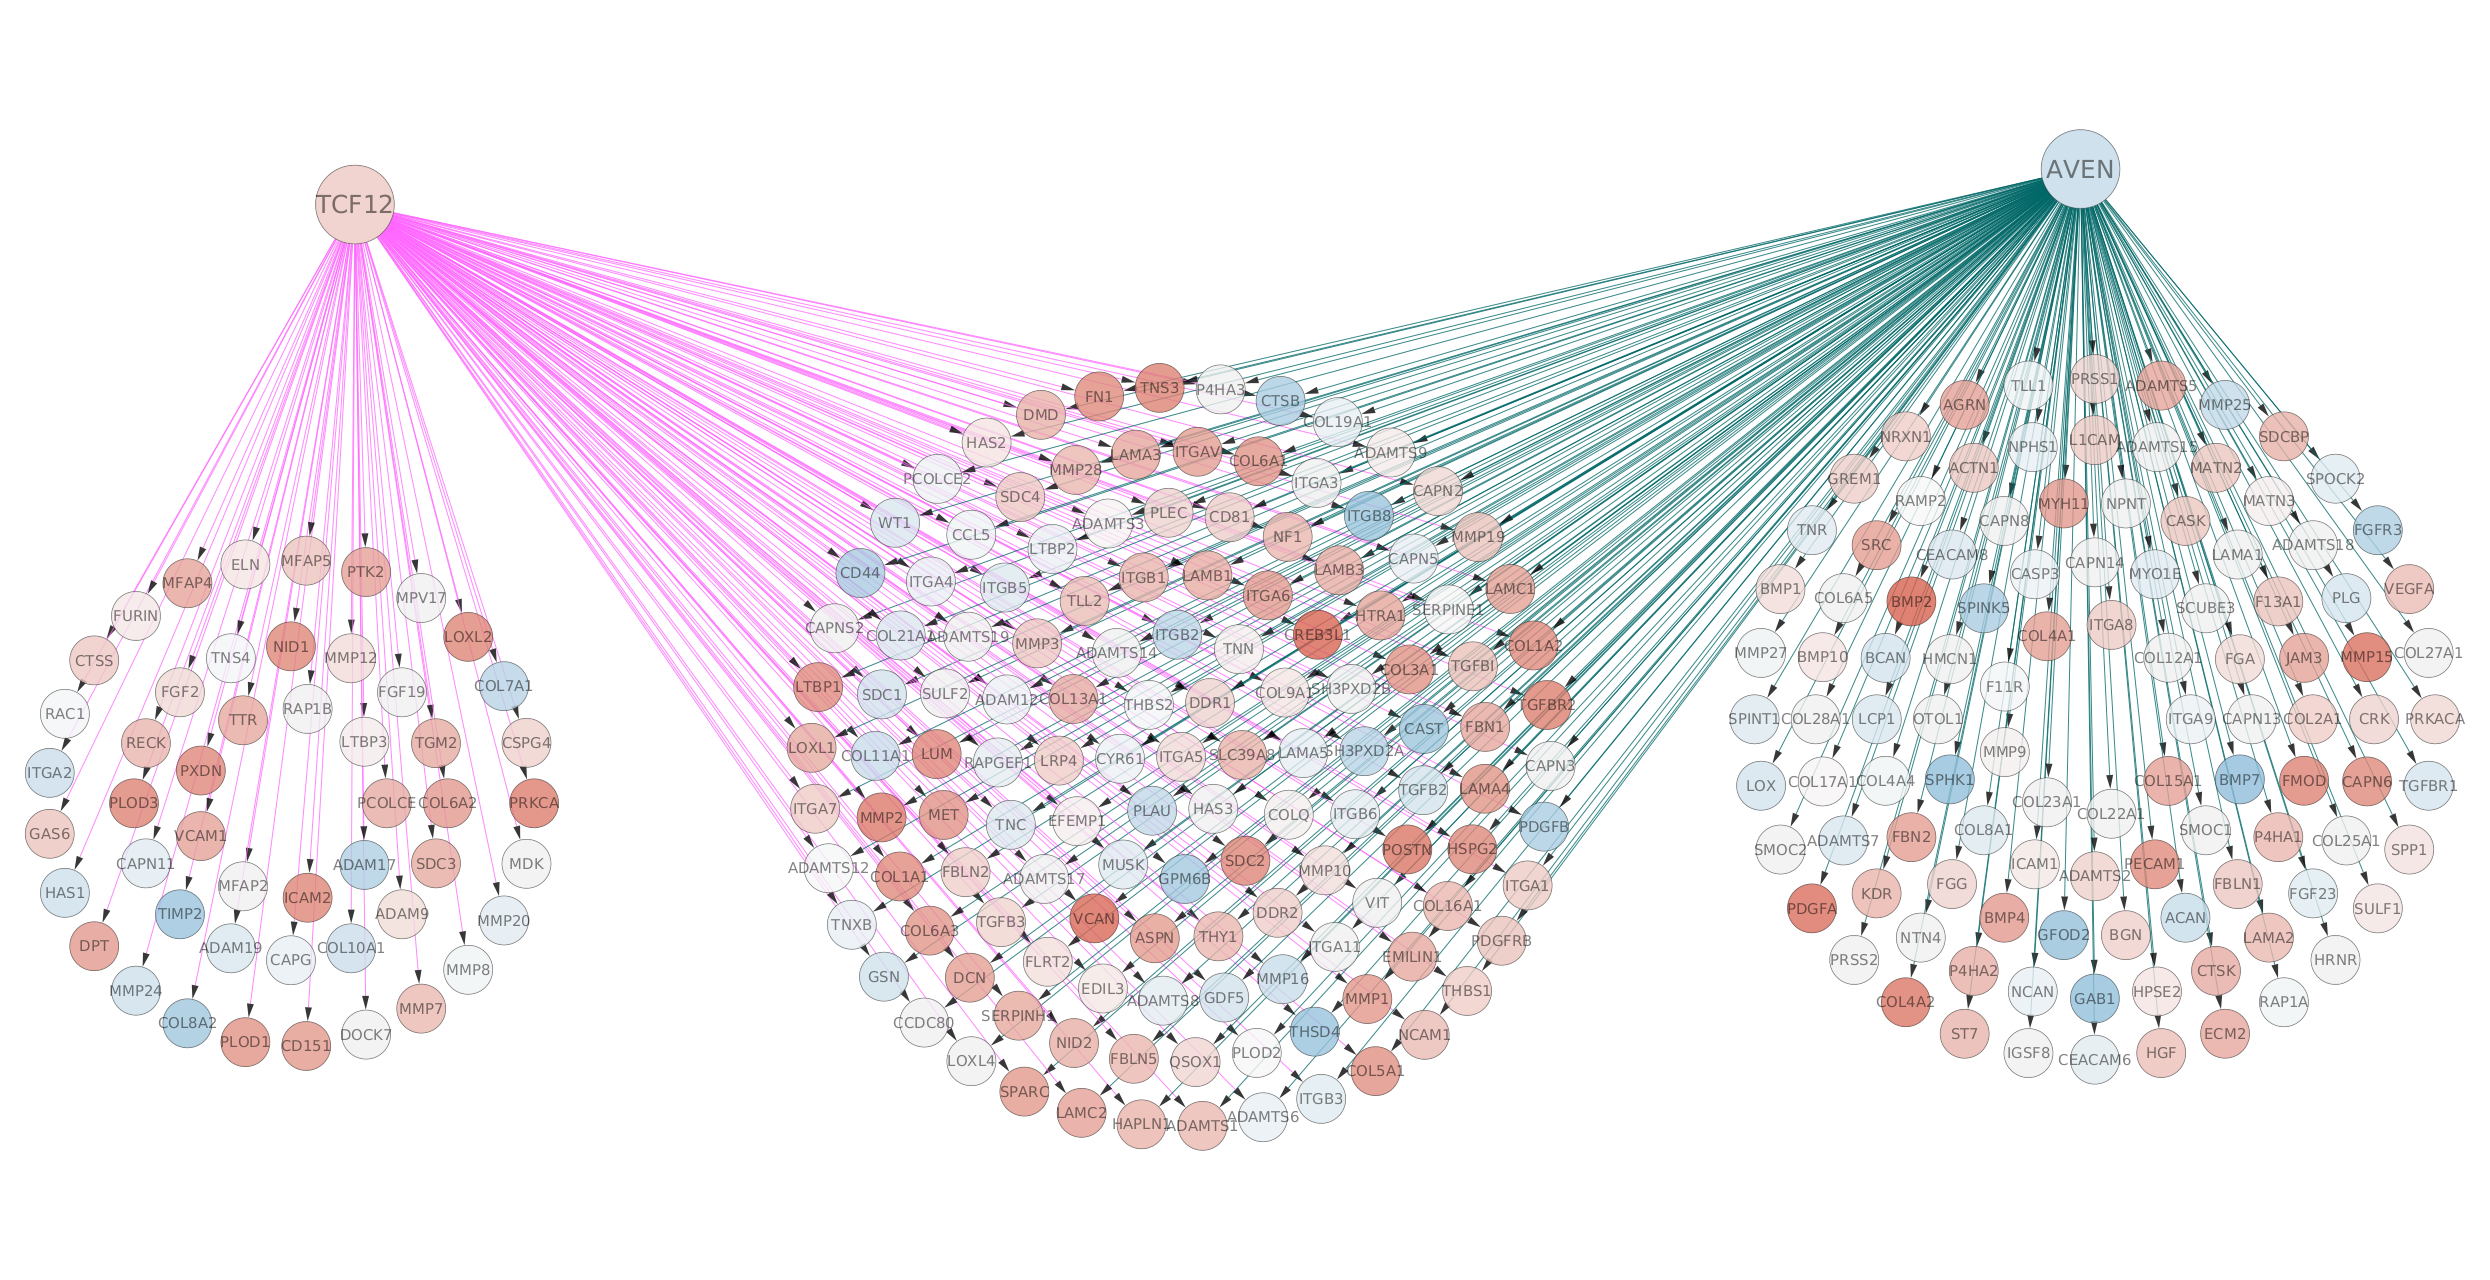 TCF12
AVEN
MFAP4
ELN
MFAP5
PTK2
MPV17
FURIN
LOXL2
CTSS
FGF2
TNS4
NID1
MMP12
FGF19
COL7A1
RAC1
RECK
TTR
RAP1B
LTBP3
TGM2
CSPG4
ITGA2
PLOD3
PXDN
PCOLCE
COL6A2
PRKCA
GAS6
CAPN11
VCAM1
MFAP2
ICAM2
ADAM17
SDC3
MDK
HAS1
TIMP2
ADAM9
MMP20
DPT
ADAM19
CAPG
COL10A1
MMP8
MMP24
COL8A2
PLOD1
CD151
DOCK7
MMP7
FN1
TNS3
P4HA3
CTSB
DMD
COL19A1
HAS2
LAMA3
ITGAV
COL6A1
ADAMTS9
PCOLCE2
MMP28
ITGA3
CAPN2
SDC4
WT1
CCL5
ADAMTS3
PLEC
CD81
ITGB8
NF1
MMP19
LTBP2
CAPN5
CD44
ITGA4
ITGB5
ITGB1
LAMB1
LAMB3
LAMC1
TLL2
ITGA6
HTRA1
SERPINE1
CAPNS2
COL21A1
ADAMTS19
MMP3
ADAMTS14
ITGB2
TNN
CREB3L1
COL1A2
COL3A1
TGFBI
LTBP1
SDC1
SULF2
ADAM12
COL13A1
THBS2
DDR1
COL9A1
SH3PXD2B
TGFBR2
LOXL1
COL11A1
LUM
RAPGEF1
LRP4
CYR61
ITGA5
SLC39A8
LAMA5
SH3PXD2A
CAST
FBN1
CAPN3
ITGA7
MMP2
MET
TNC
EFEMP1
PLAU
HAS3
COLQ
ITGB6
TGFB2
LAMA4
PDGFB
ADAMTS12
COL1A1
FBLN2
ADAMTS17
MUSK
GPM6B
SDC2
MMP10
POSTN
HSPG2
ITGA1
TNXB
COL6A3
TGFB3
VCAN
ASPN
THY1
DDR2
VIT
COL16A1
GSN
DCN
FLRT2
EDIL3
ADAMTS8
GDF5
MMP16
ITGA11
EMILIN1
PDGFRB
CCDC80
SERPINH1
MMP1
THBS1
LOXL4
NID2
FBLN5
QSOX1
PLOD2
THSD4
NCAM1
SPARC
LAMC2
HAPLN1
ADAMTS1
ADAMTS6
ITGB3
COL5A1
TLL1
PRSS1
ADAMTS5
MMP25
AGRN
SDCBP
NRXN1
NPHS1
L1CAM
ADAMTS15
MATN2
SPOCK2
GREM1
ACTN1
RAMP2
MYH11
NPNT
MATN3
TNR
SRC
CAPN8
CASK
ADAMTS18
FGFR3
CEACAM8
CAPN14
LAMA1
BMP1
COL6A5
BMP2
SPINK5
CASP3
MYO1E
SCUBE3
F13A1
PLG
VEGFA
MMP27
BMP10
BCAN
HMCN1
COL4A1
ITGA8
COL12A1
FGA
JAM3
MMP15
COL27A1
SPINT1
COL28A1
LCP1
OTOL1
F11R
ITGA9
CAPN13
COL2A1
CRK
PRKACA
LOX
COL17A1
COL4A4
SPHK1
MMP9
COL15A1
BMP7
FMOD
CAPN6
TGFBR1
SMOC2
ADAMTS7
FBN2
COL8A1
COL23A1
COL22A1
SMOC1
P4HA1
COL25A1
SPP1
PDGFA
KDR
FGG
ICAM1
ADAMTS2
PECAM1
FBLN1
FGF23
SULF1
PRSS2
NTN4
BMP4
GFOD2
BGN
ACAN
LAMA2
HRNR
COL4A2
P4HA2
NCAN
GAB1
HPSE2
CTSK
RAP1A
ST7
IGSF8
CEACAM6
HGF
ECM2